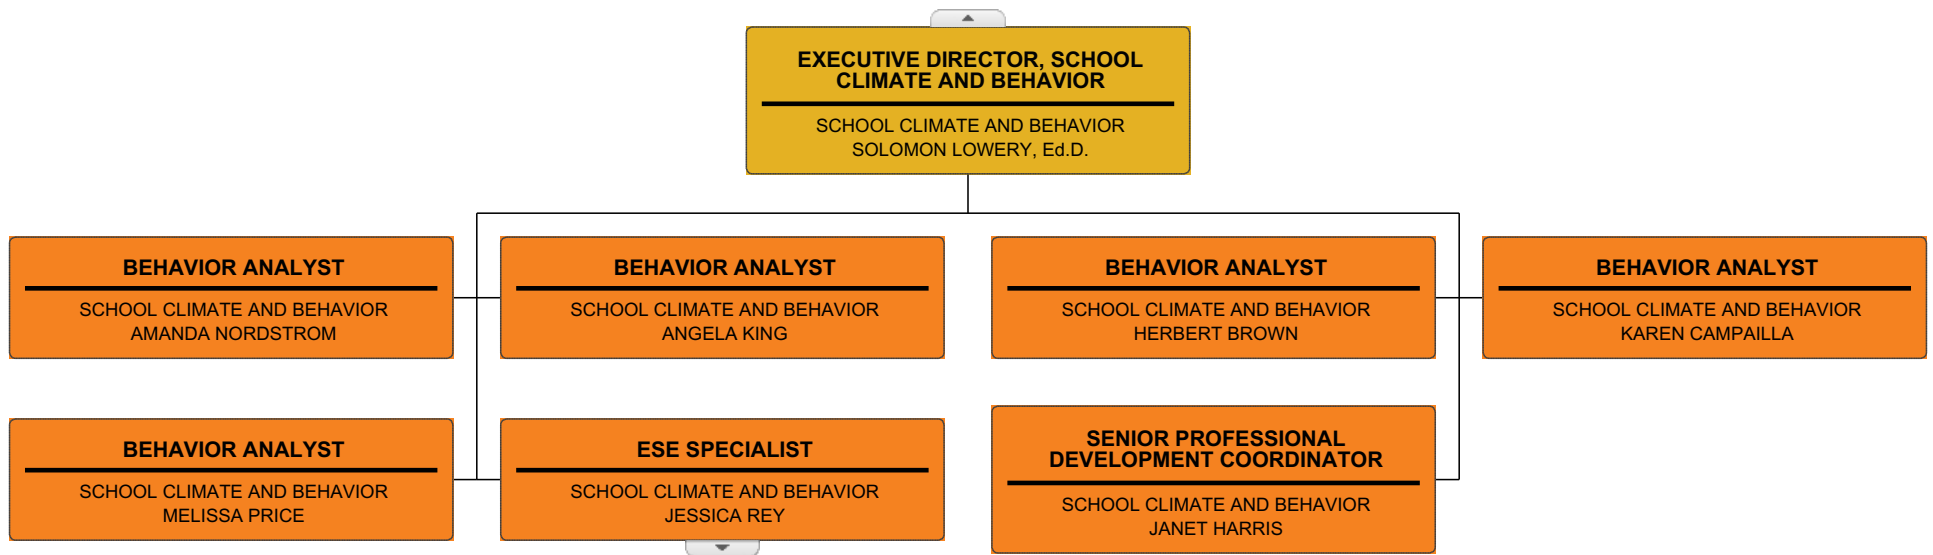 EXECUTIVE DIRECTOR, SCHOOL
CLIMATE AND BEHAVIOR
SCHOOL CLIMATE AND BEHAVIOR
SOLOMON LOWERY, Ed.D.
BEHAVIOR ANALYST
SCHOOL CLIMATE AND BEHAVIOR
AMANDA NORDSTROM
BEHAVIOR ANALYST
SCHOOL CLIMATE AND BEHAVIOR
ANGELA KING
BEHAVIOR ANALYST
SCHOOL CLIMATE AND BEHAVIOR
HERBERT BROWN
BEHAVIOR ANALYST
SCHOOL CLIMATE AND BEHAVIOR
KAREN CAMPAILLA
BEHAVIOR ANALYST
SCHOOL CLIMATE AND BEHAVIOR
MELISSA PRICE
ESE SPECIALIST
SCHOOL CLIMATE AND BEHAVIOR
JESSICA REY
SENIOR PROFESSIONAL
DEVELOPMENT COORDINATOR
SCHOOL CLIMATE AND BEHAVIOR
JANET HARRIS